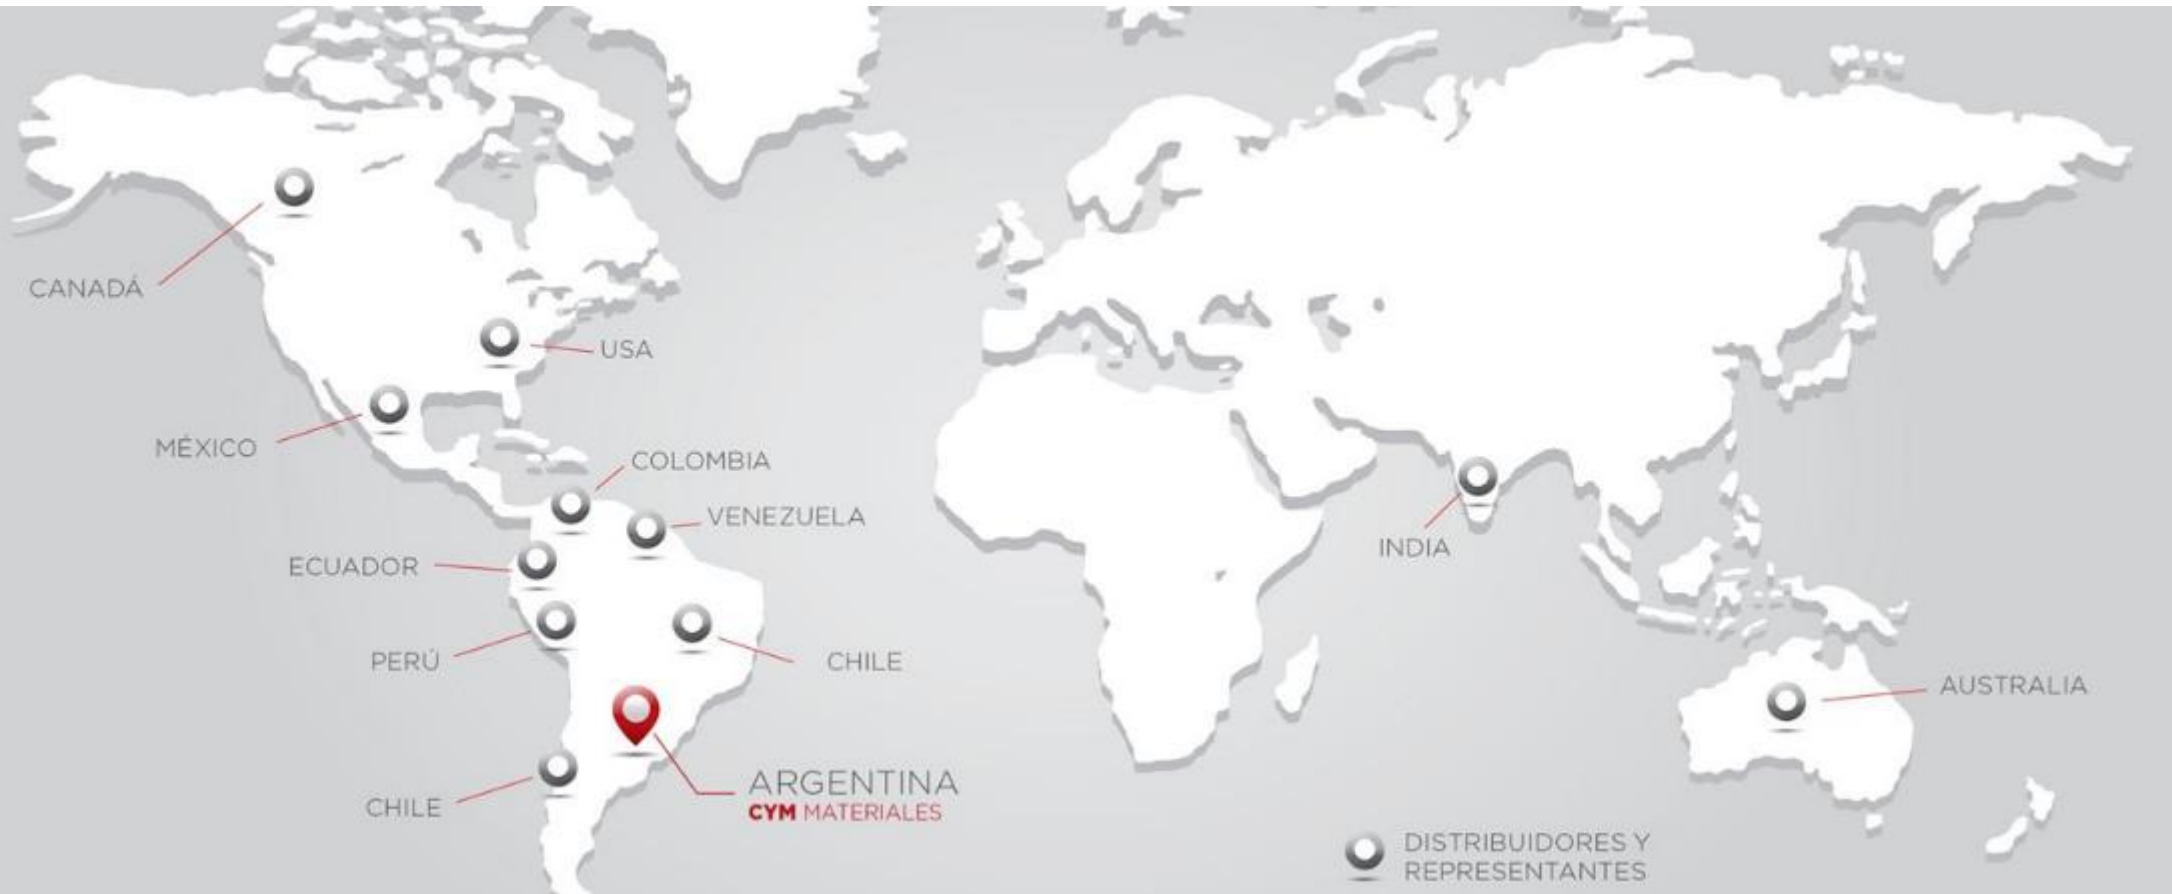 CANADÁ
USA
MÉXICO
COLOMBIA
VENEZUELA
ECUADOR
INDIA
PERÚ
CHILE
AUSTRALIA
ARGENTINA
CYM MATERIALES
CHILE
DISTRIBUIDORES Y
REPRESENTANTES